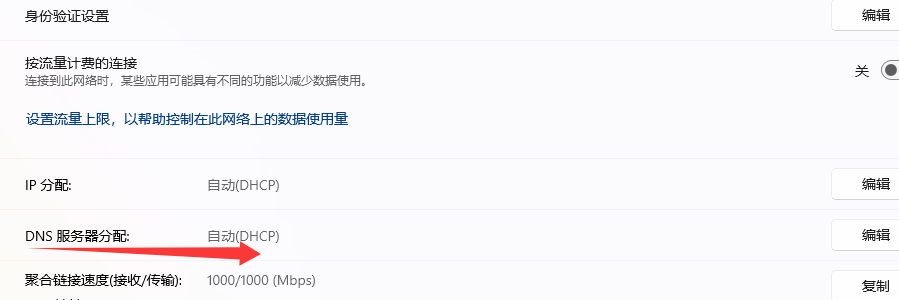 身份验证设置
编辑
按流量计费的连接
连接到此网络时，某些应用可能具有不同的功能以减少数据使用。
关
设置流量上限，以帮助控制在此网络上的数据使用量
IP 分配:
自动(DHCP)
编辑
DNS 服务器分配:
自动(DHCP)
编辑
聚合链接速度(接收/传输):
1000/1000 (Mbps)
复制